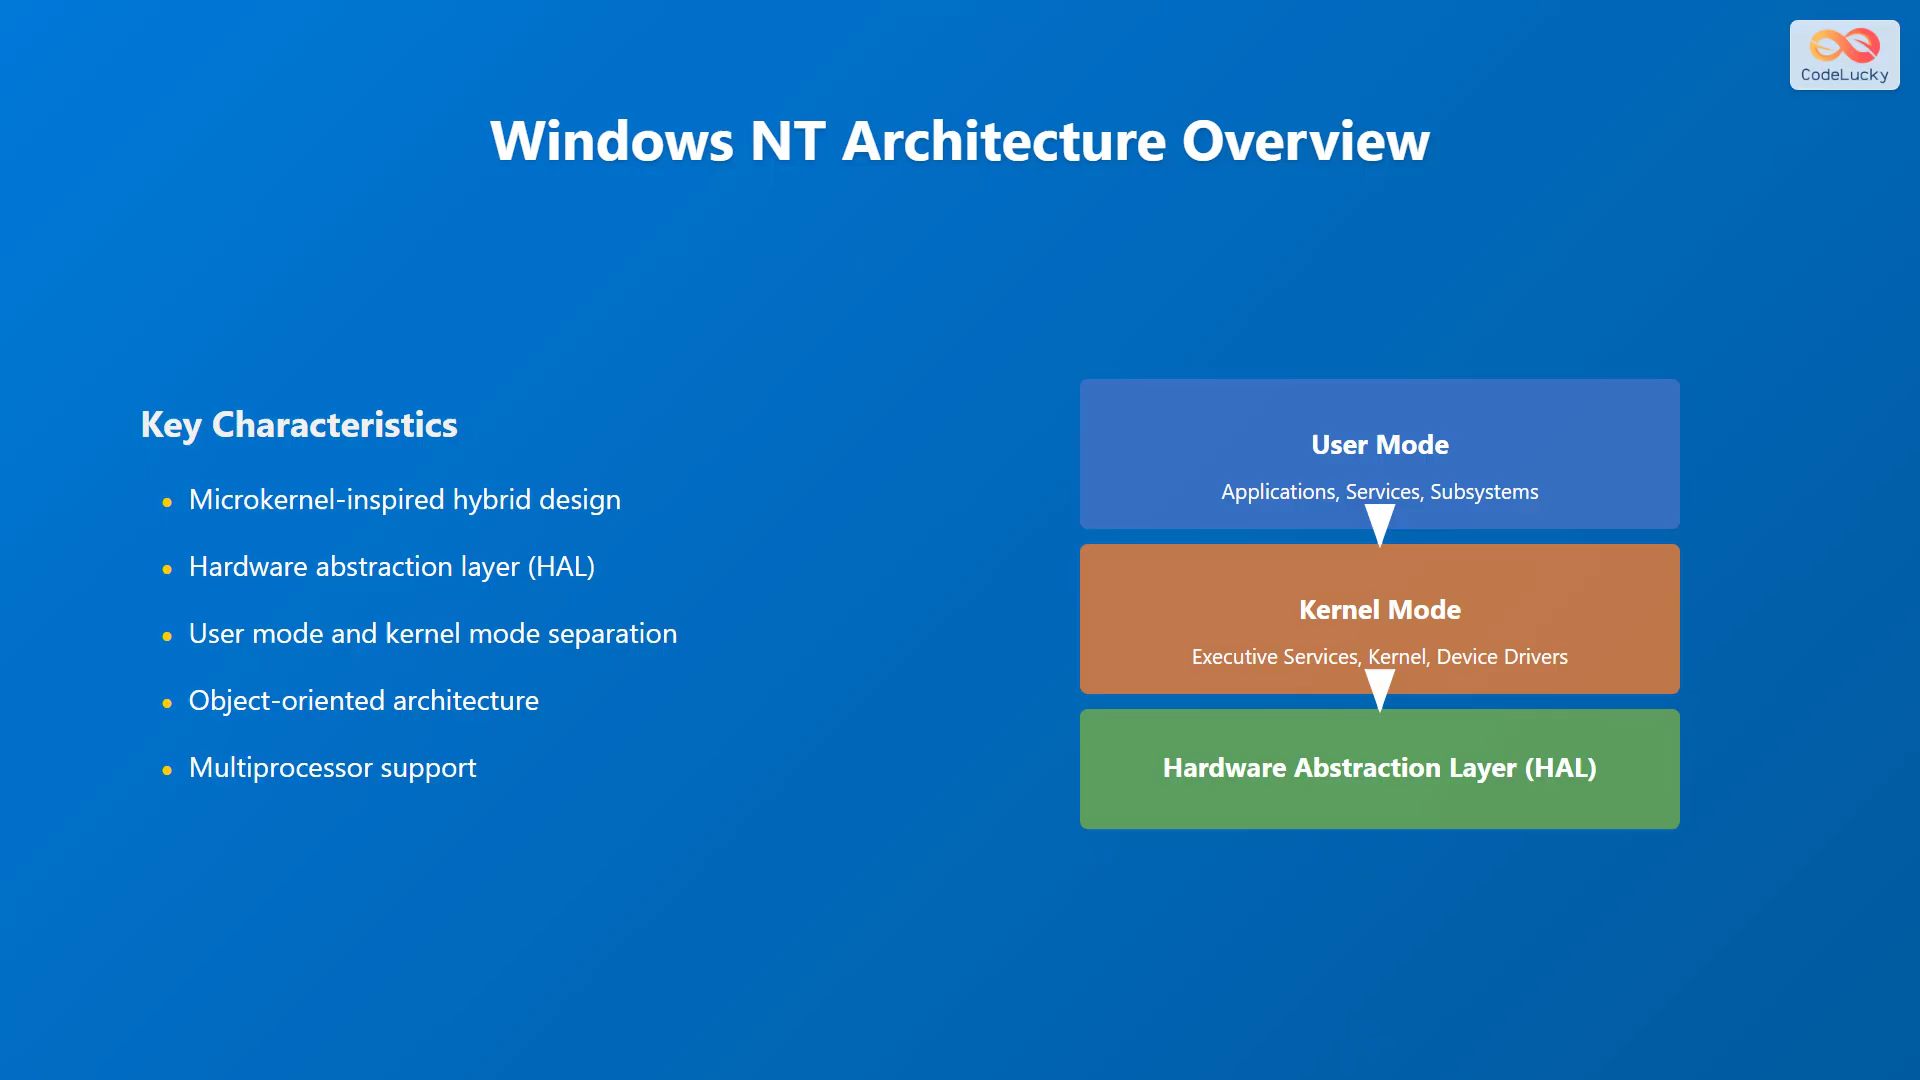 CodeLucky
Windows NT Architecture Overview
Key Characteristics
Microkernel-inspired hybrid design
Hardware abstraction layer (HAL)
User mode and kernel mode separation
Object-oriented architecture
Multiprocessor support
User Mode
Applications, Services, Subsystems
Kernel Mode
Executive Services, Kernel, Device Drivers
Hardware Abstraction Layer (HAL)